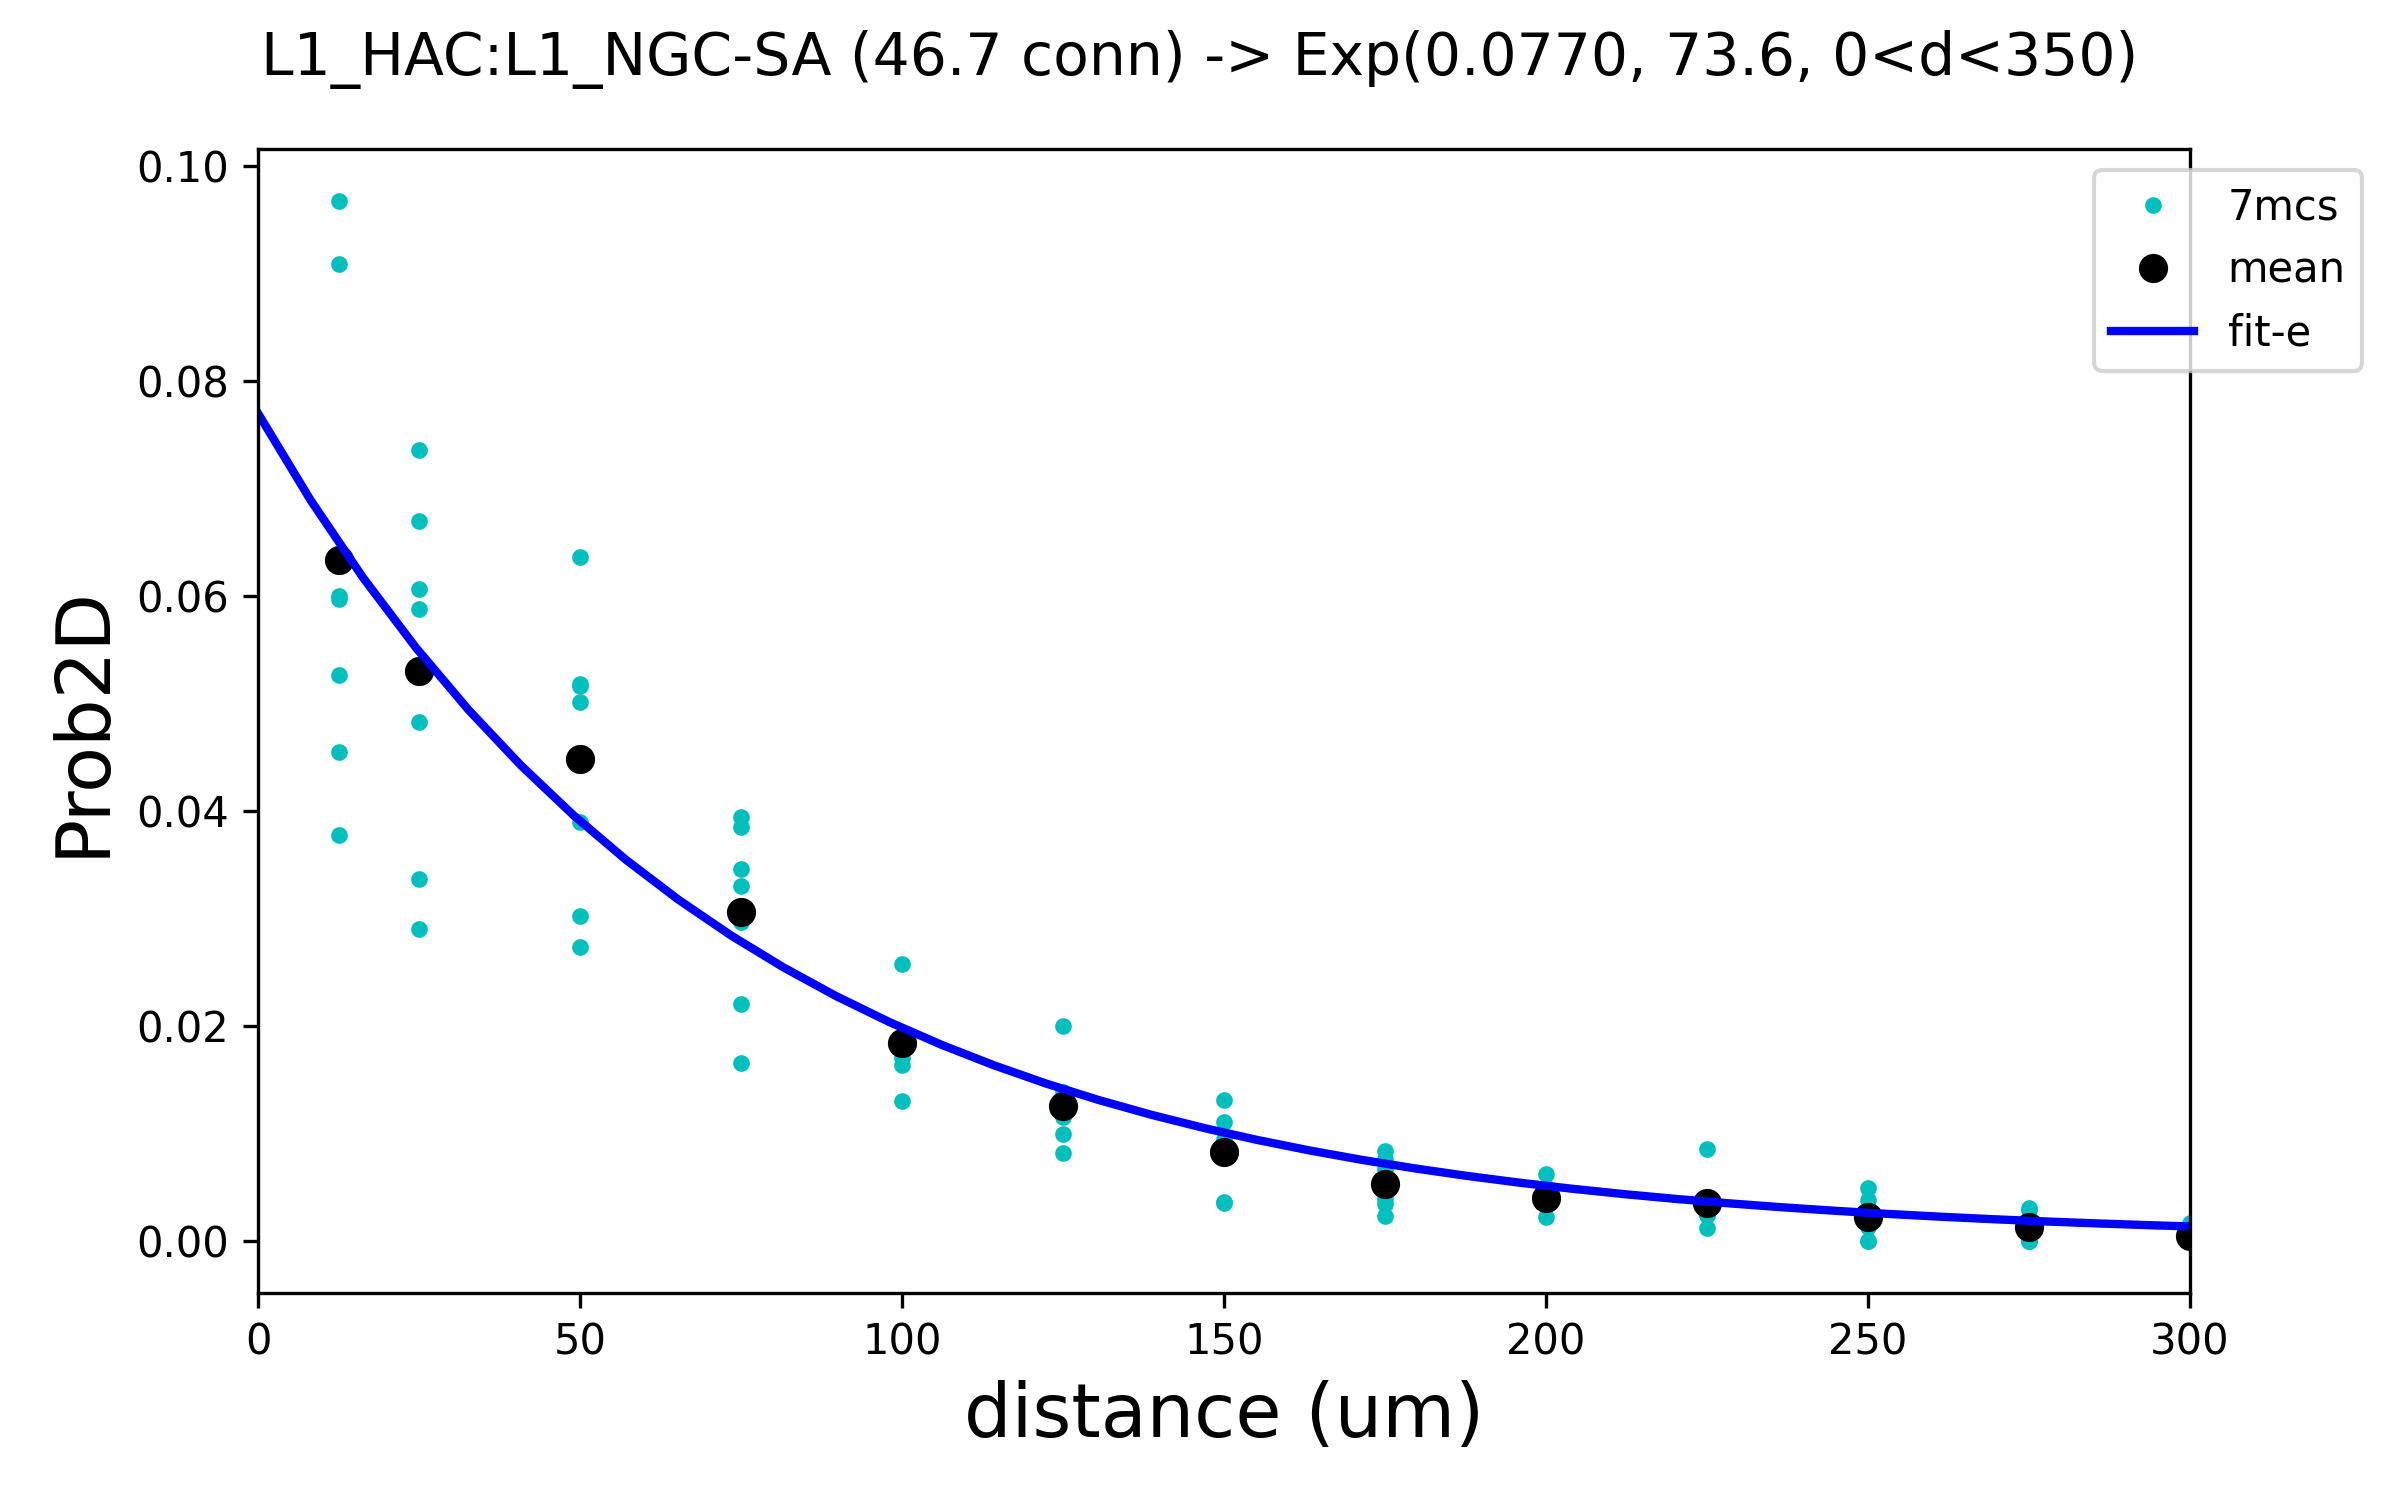 L1_HAC:L1_NGC-SA (46.7 conn) -> Exp(0.0770, 73.6, 0<d<350)
7mcs
mean
fit-e
Prob2D
0.10
0.08
0.06
0.04
0.02
0.00
0 50 100 150 200 250 300
distance (um)